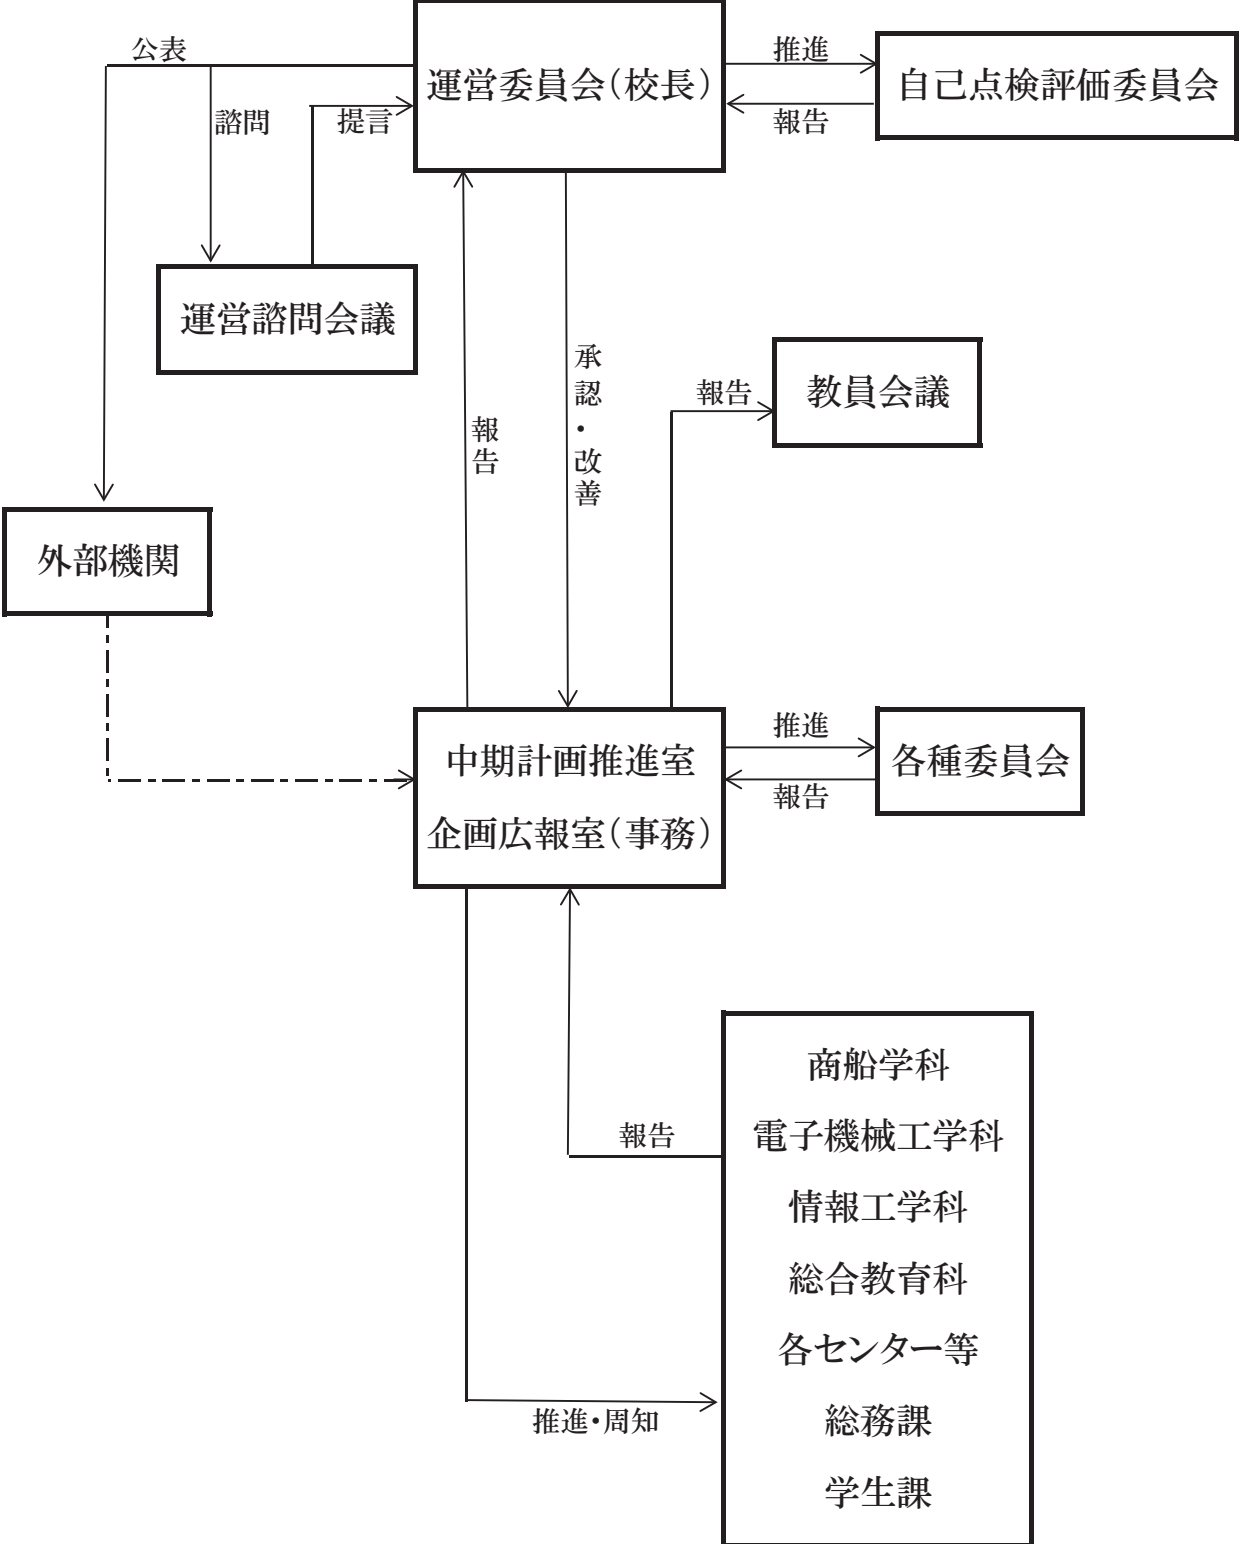 公表
運営委員会（校長）
推進
自己点検評価委員会
報告
諮問
提言
運営諮問会議
承認・改善
報告
報告
教員会議
外部機関
中期計画推進室
企画広報室（事務）
推進
各種委員会
報告
商船学科
電子機械工学科
報告
情報工学科
総合教育科
各センター等
推進・周知
総務課
学生課